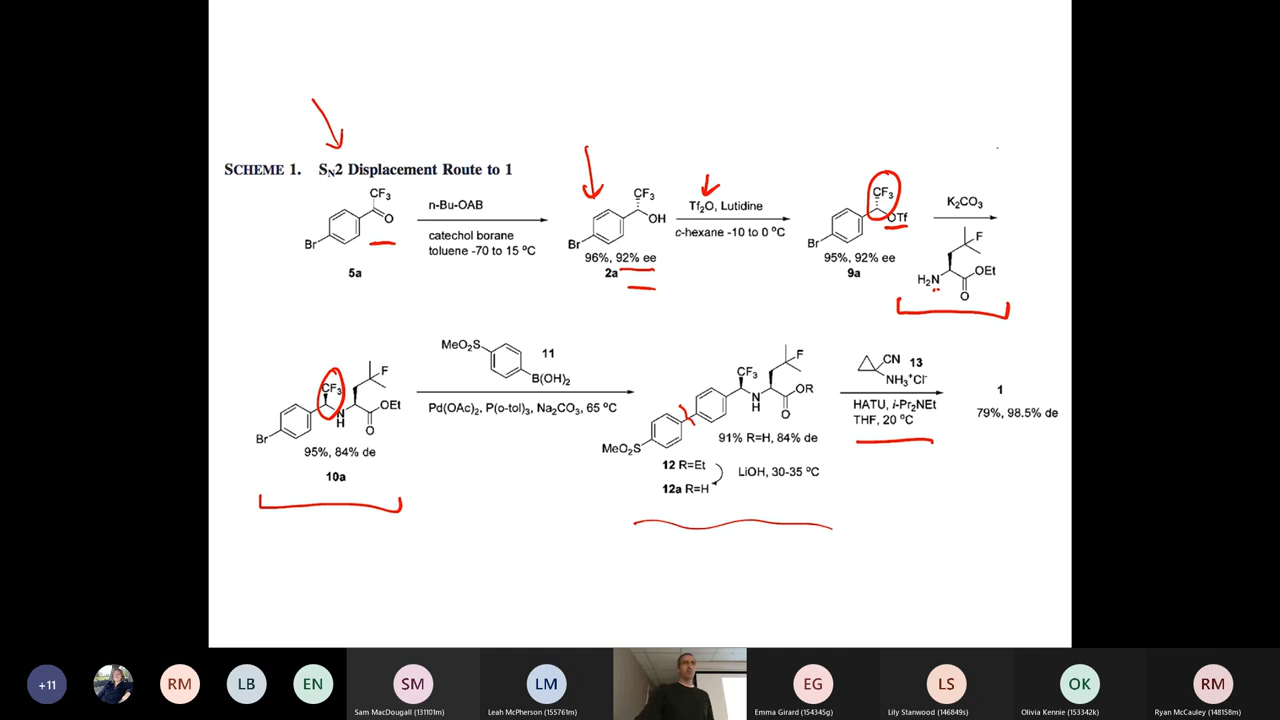 SCHEME 1. SN2 Displacement Route to 1
CF3
O
Br
5a
n-Bu-OAB
catechol borane
toluene -70 to 15 ºC
CF3
OH
Br
96%, 92% ee
2a
Tf2O, Lutidine
c-hexane -10 to 0 ºC
CF3
OTf
Br
95%, 92% ee
9a
K2CO3
F
H2N
OEt
O
F
CF3
N
H
OEt
O
Br
95%, 84% de
10a
MeO2S
11
B(OH)2
Pd(OAc)2, P(o-tol)3, Na2CO3, 65 ºC
F
CF3
N
H
OR
O
MeO2S
91% R=H, 84% de
12 R=Et
12a R=H
LiOH, 30-35 ºC
CN 13
NH3+Cl-
HATU, i-Pr2NEt
THF, 20 ºC
1
79%, 98.5% de
+11
RM
LB
EN
SM
Sam MacDougall (131101m)
LM
Leah McPherson (155761m)
EG
Emma Girard (154345g)
LS
Lily Stanwood (146849s)
OK
Olivia Kennie (153342k)
RM
Ryan McCauley (148158m)